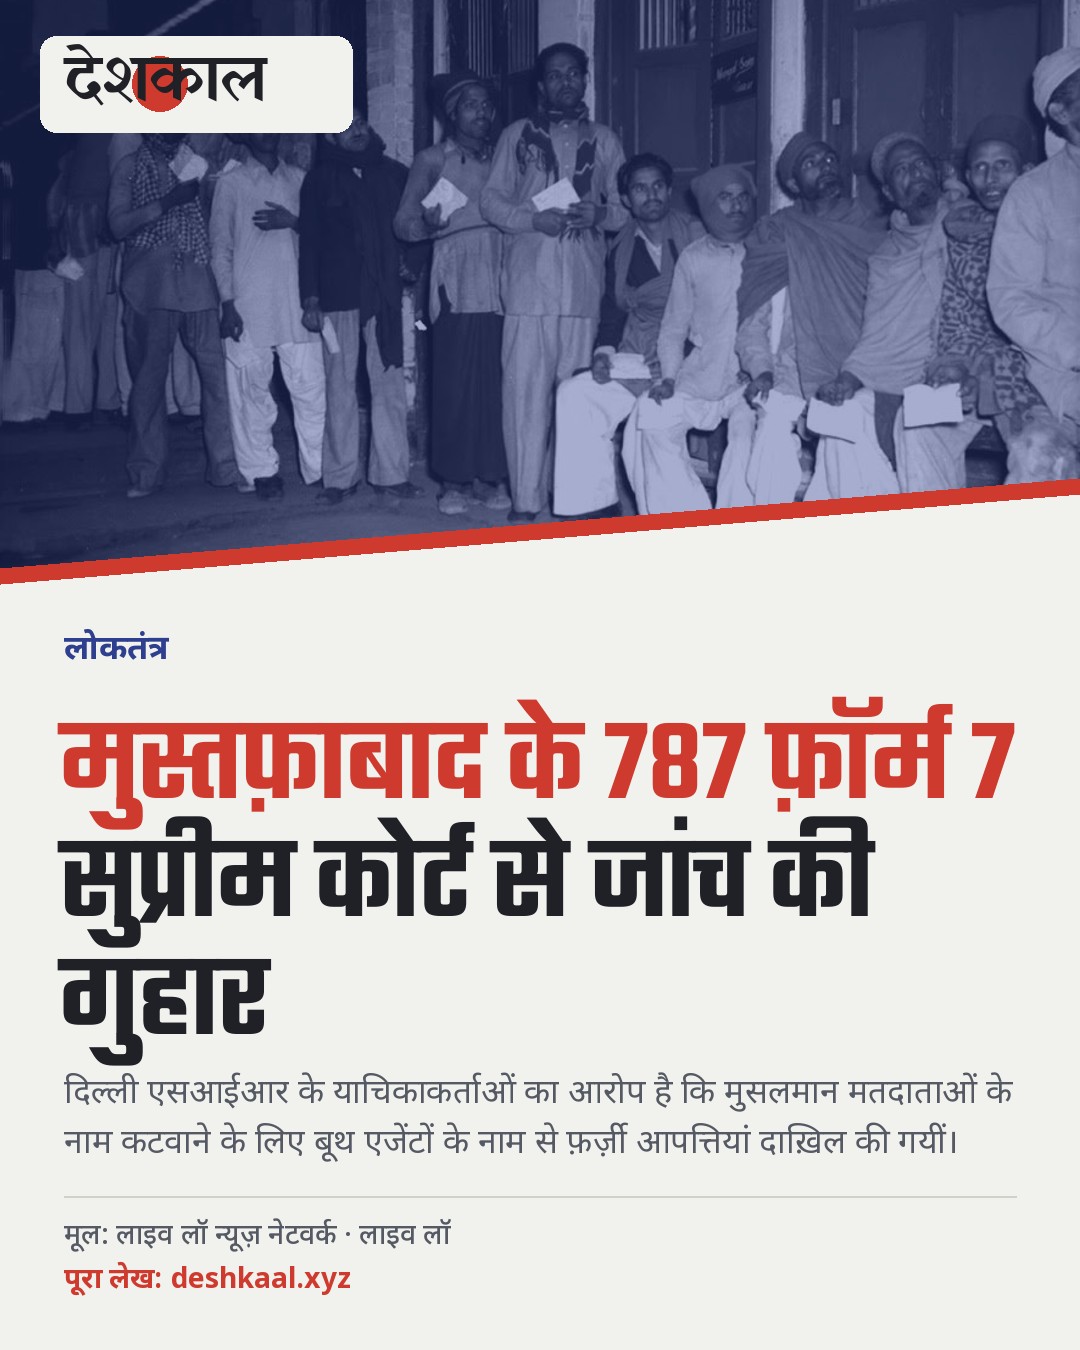 देशकाल
लोकतंत्र
मुस्तफ़ाबाद के 787 फ़ॉर्म 7
सुप्रीम कोर्ट से जांच की
गुहार
दिल्ली एसआईआर के याचिकाकर्ताओं का आरोप है कि मुसलमान मतदाताओं के
नाम कटवाने के लिए बूथ एजेंटों के नाम से फ़र्ज़ी आपत्तियां दाख़िल की गयीं।
मूल: लाइव लॉ न्यूज़ नेटवर्क · लाइव लॉ
पूरा लेख: deshkaal.xyz